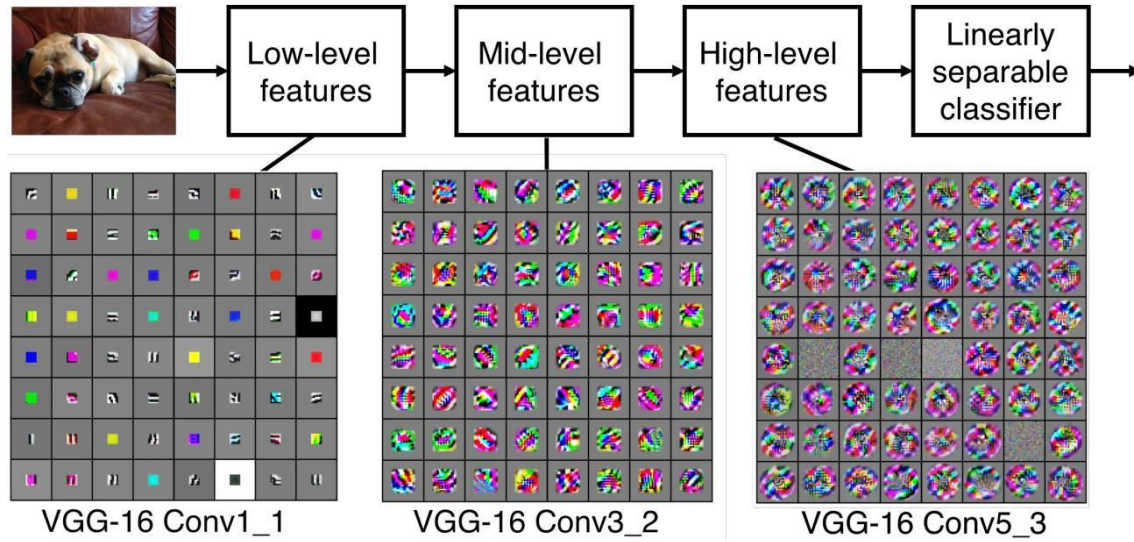 Low-level
features
Mid-level
features
High-level
features
Linearly
separable
classifier
VGG-16 Conv1_1
VGG-16 Conv3_2
VGG-16 Conv5_3